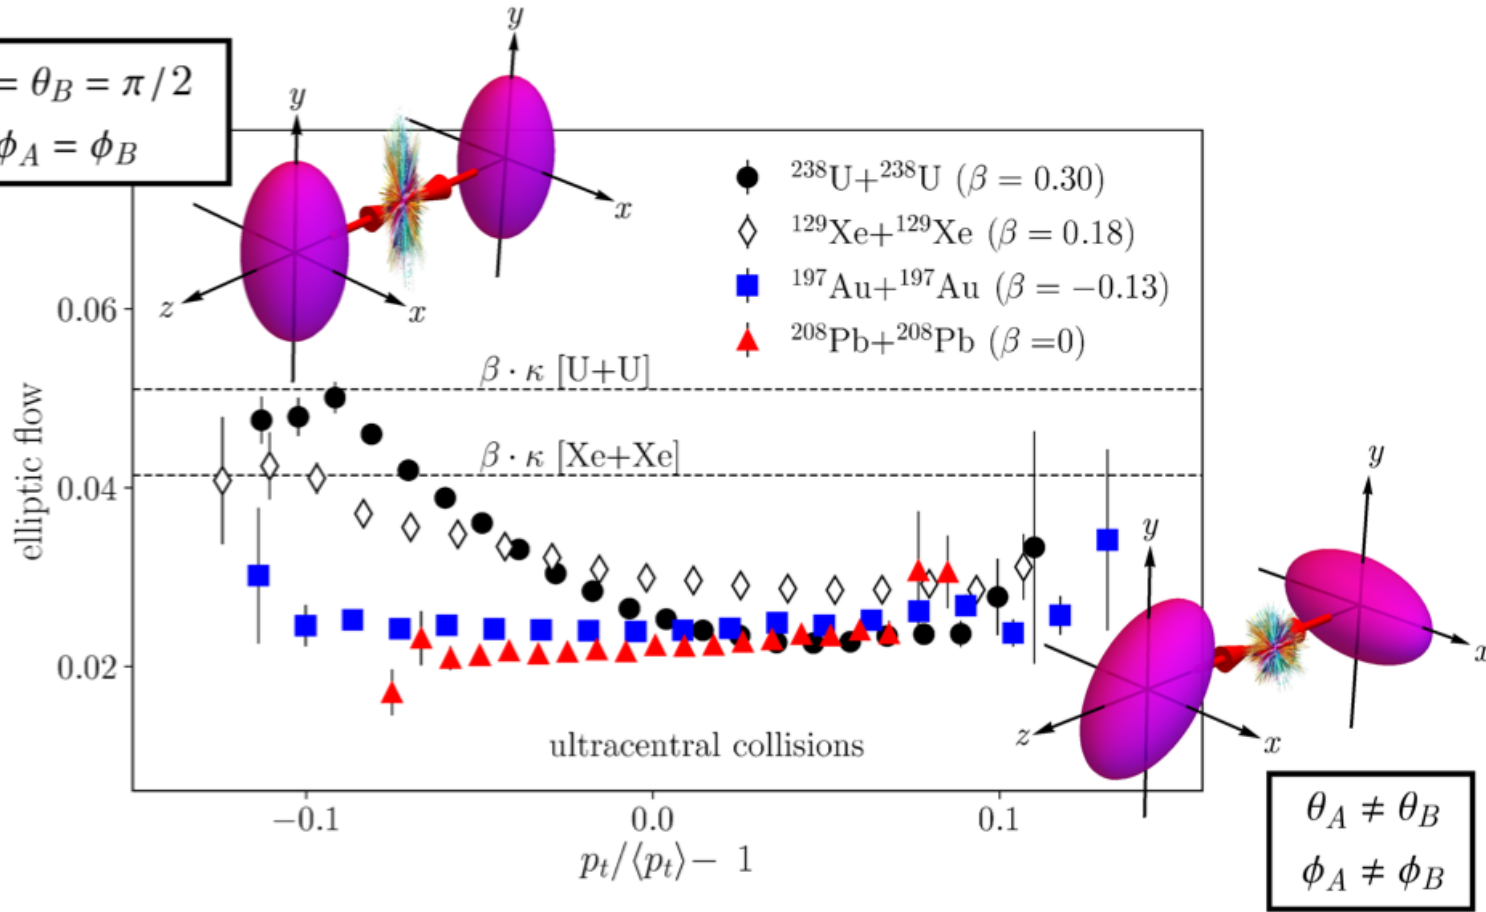 = θ_B = π/2
ϕ_A = ϕ_B
y
y
x
z
x
²³⁸U+²³⁸U (β = 0.30)
¹²⁹Xe+¹²⁹Xe (β = 0.18)
¹⁹⁷Au+¹⁹⁷Au (β = −0.13)
²⁰⁸Pb+²⁰⁸Pb (β =0)
0.06
β · κ [U+U]
β · κ [Xe+Xe]
elliptic flow
0.04
0.02
ultracentral collisions
y
y
x
z
x
−0.1
0.0
0.1
p_t/⟨p_t⟩− 1
θ_A ≠ θ_B
ϕ_A ≠ ϕ_B